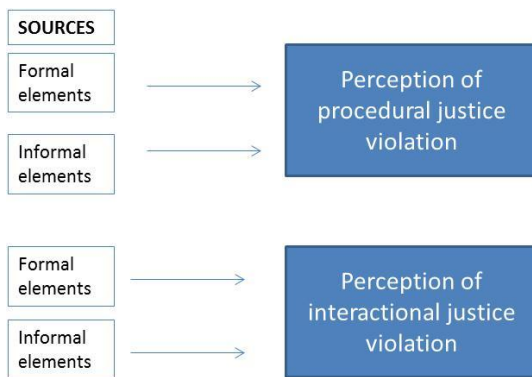 SOURCES
Formal
elements
Informal
elements
Perception of
procedural justice
violation
Formal
elements
Informal
elements
Perception of
interactional justice
violation